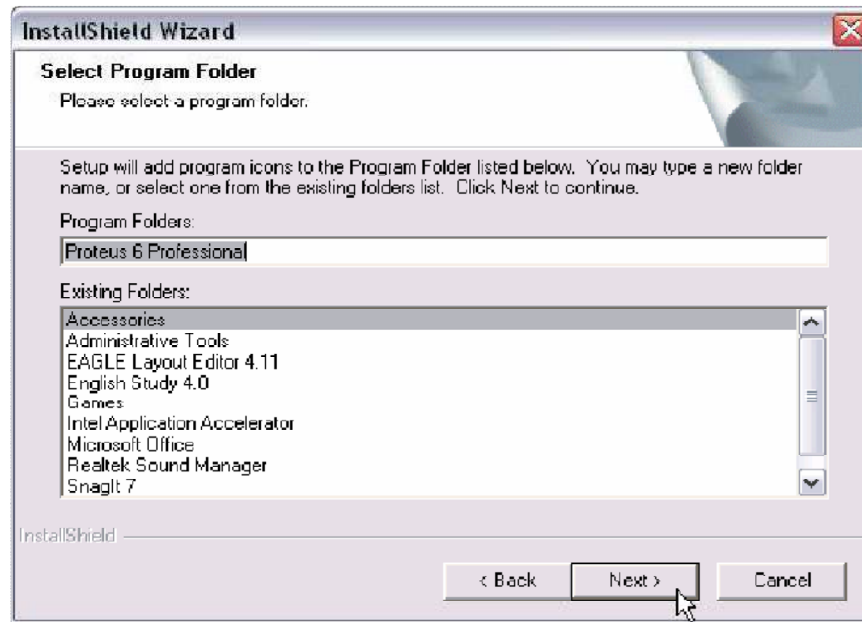 InstallShield Wizard
Select Program Folder
Please select a program folder.
Setup will add program icons to the Program Folder listed below.  You may type a new folder
name, or select one from the existing folders list.  Click Next to continue.
Program Folders:
Proteus 6 Professional
Existing Folders:
Accessories
Administrative Tools
EAGLE Layout Editor 4.11
English Study 4.0
Games
Intel Application Accelerator
Microsoft Office
Realtek Sound Manager
SnagIt 7
InstallShield
< Back
Next >
Cancel